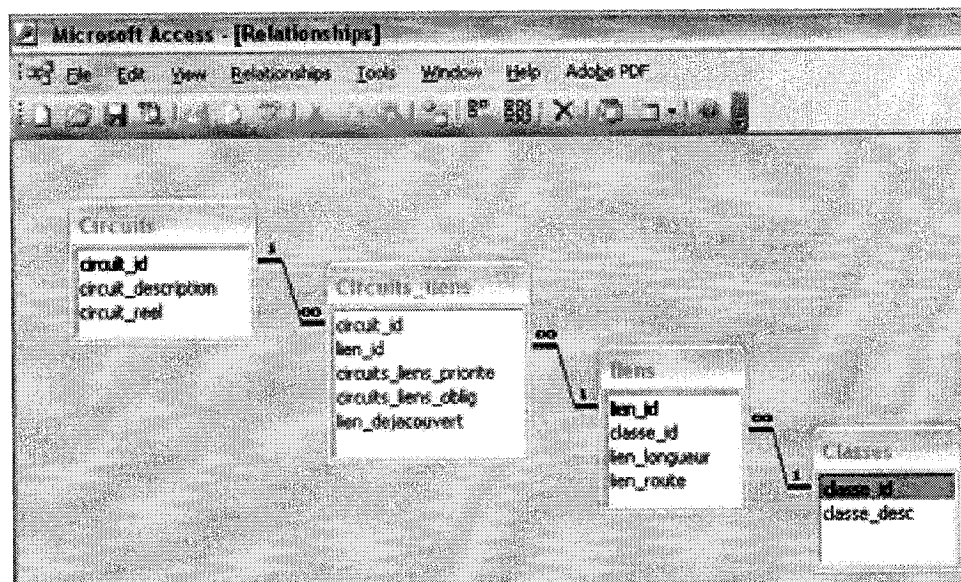 Microsoft Access - [Relationships]
File Edit View Relationships Tools Window Help Adobe PDF
Circuits
circuit_id
circuit_description
circuit_reel
1
∞
Circuits_liens
circuit_id
lien_id
circuits_liens_priorite
circuits_liens_oblig
lien_dejacouvert
∞
1
liens
lien_id
classe_id
lien_longueur
lien_route
∞
1
Classes
classe_id
classe_desc